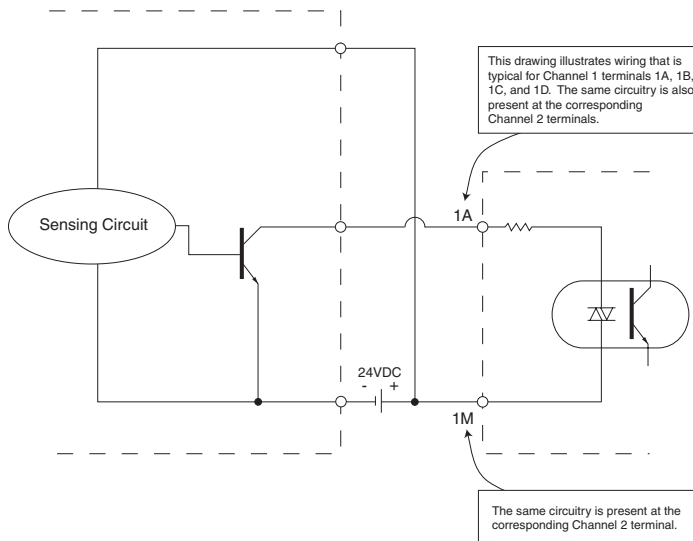 This drawing illustrates wiring that is
typical for Channel 1 terminals 1A, 1B,
1C, and 1D. The same circuitry is also
present at the corresponding
Channel 2 terminals.
1A
Sensing Circuit
24VDC
- +
1M
The same circuitry is present at the
corresponding Channel 2 terminal.